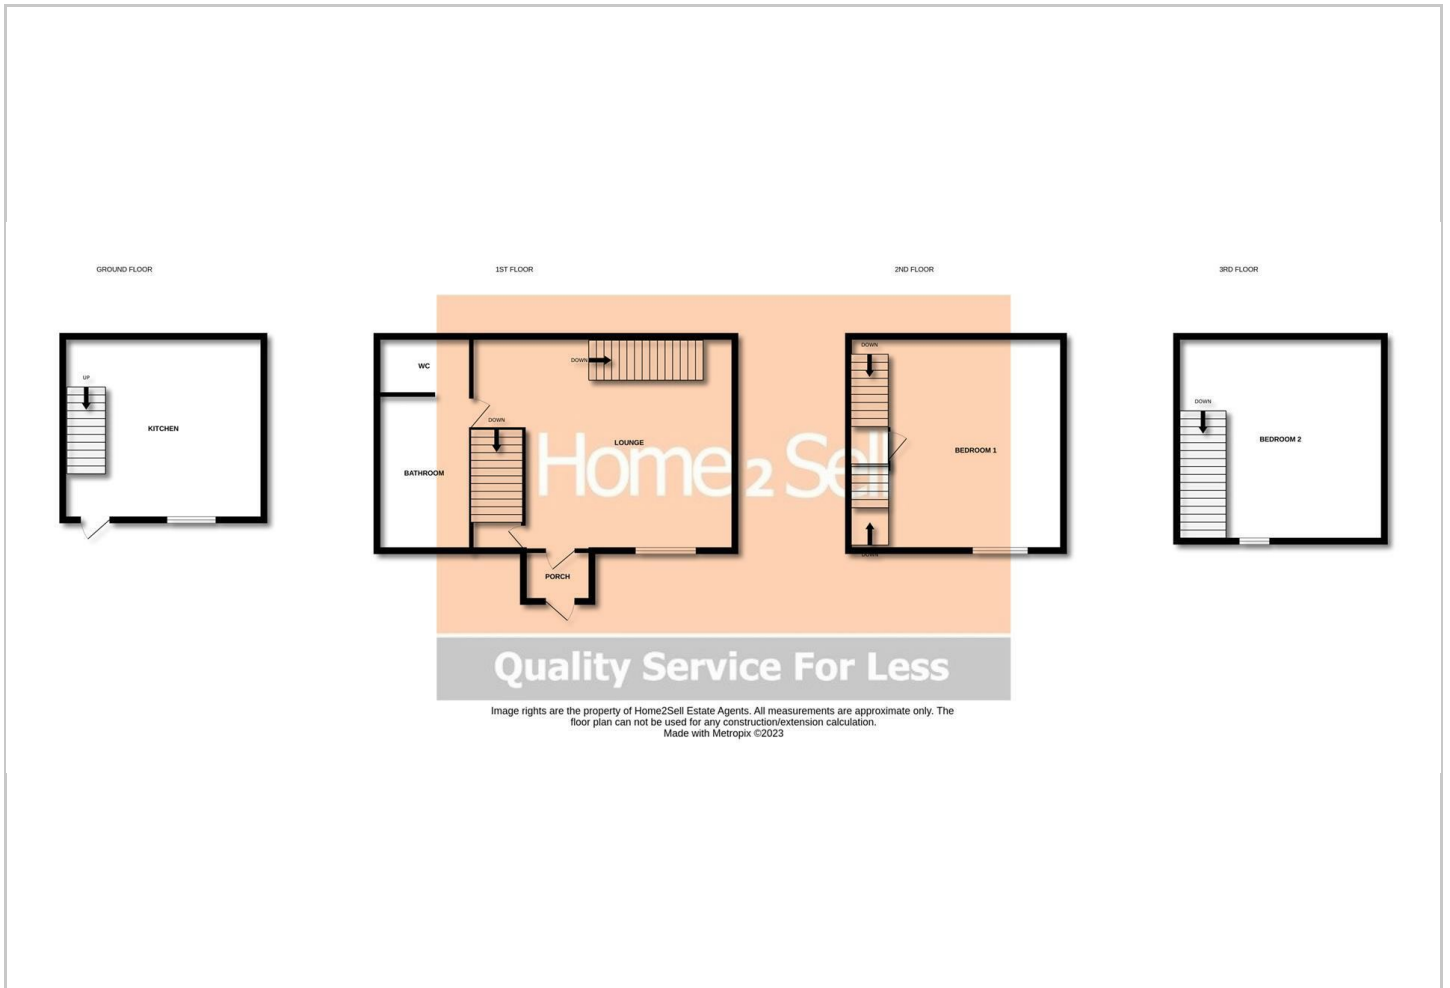 GROUND FLOOR
1ST FLOOR
2ND FLOOR
3RD FLOOR
UP
KITCHEN
WC
DOWN
DOWN
LOUNGE
BATHROOM
PORCH
DOWN
BEDROOM 1
DOWN
DOWN
BEDROOM 2
Home2Sell
Quality Service For Less
Image rights are the property of Home2Sell Estate Agents. All measurements are approximate only. The
floor plan can not be used for any construction/extension calculation.
Made with Metropix ©2023